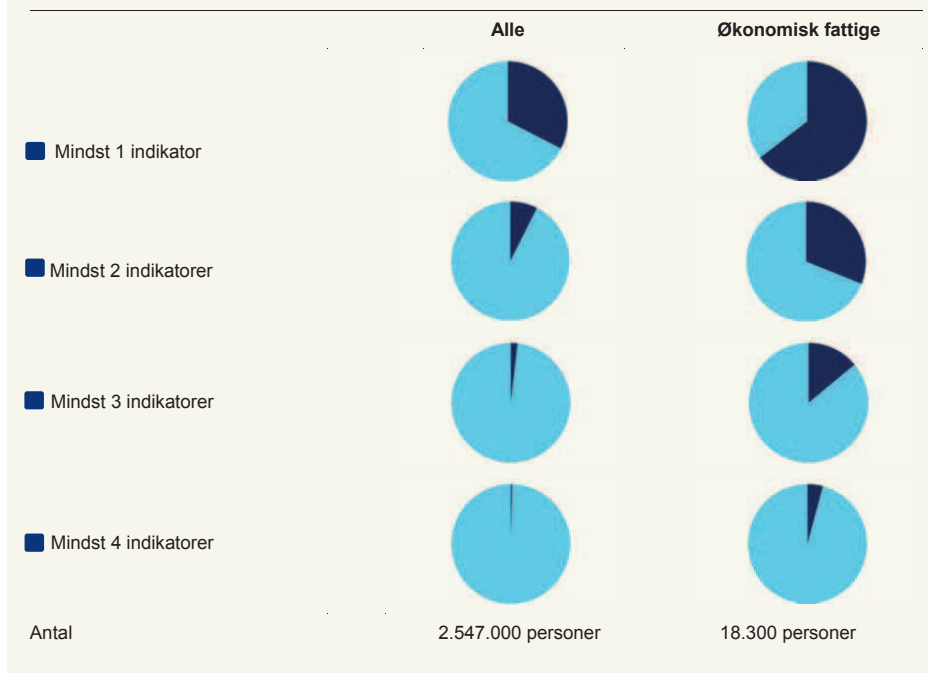 Alle Økonomisk fattige
Mindst 1 indikator
Mindst 2 indikatorer
Mindst 3 indikatorer
Mindst 4 indikatorer
Antal 2.547.000 personer 18.300 personer